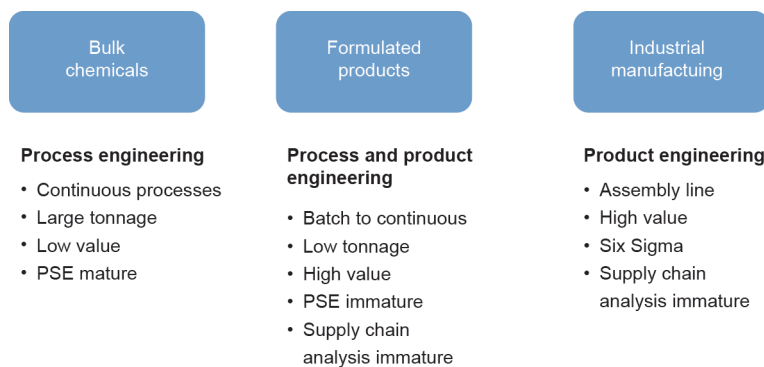 Bulk
chemicals
Process engineering
• Continuous processes
• Large tonnage
• Low value
• PSE mature
Formulated
products
Process and product
engineering
• Batch to continuous
• Low tonnage
• High value
• PSE immature
• Supply chain
analysis immature
Industrial
manufactuing
Product engineering
• Assembly line
• High value
• Six Sigma
• Supply chain
analysis immature